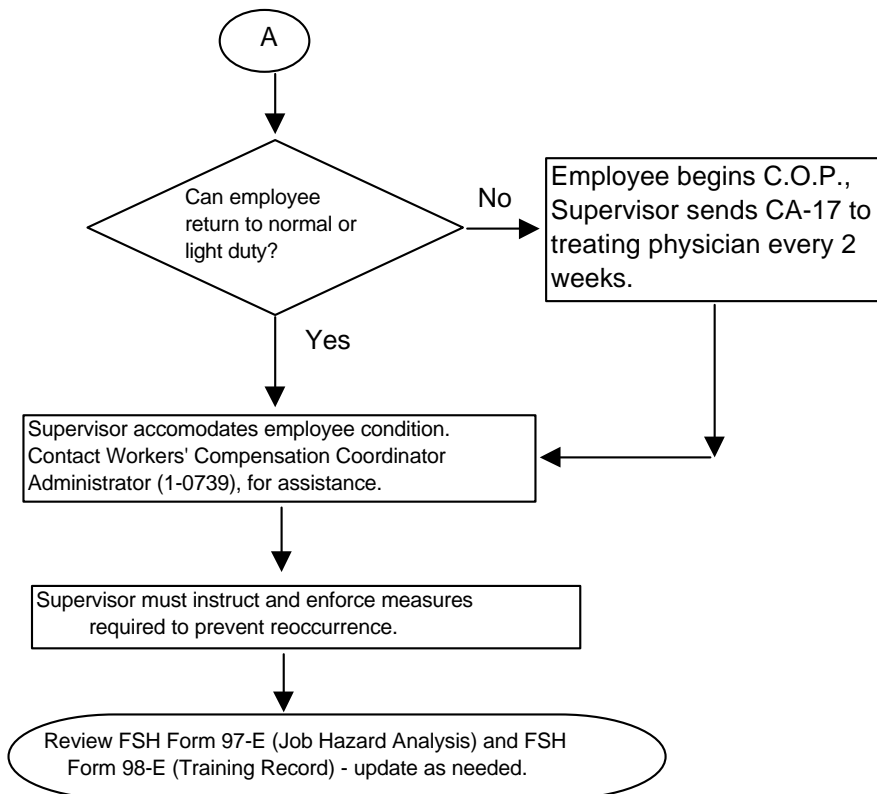 A
Can employee
return to normal or
light duty?
No
Employee begins C.O.P.,
Supervisor sends CA-17 to
treating physician every 2
weeks.
Yes
Supervisor accomodates employee condition.
Contact Workers' Compensation Coordinator
Administrator (1-0739), for assistance.
Supervisor must instruct and enforce measures
required to prevent reoccurrence.
Review FSH Form 97-E (Job Hazard Analysis) and FSH
Form 98-E (Training Record) - update as needed.